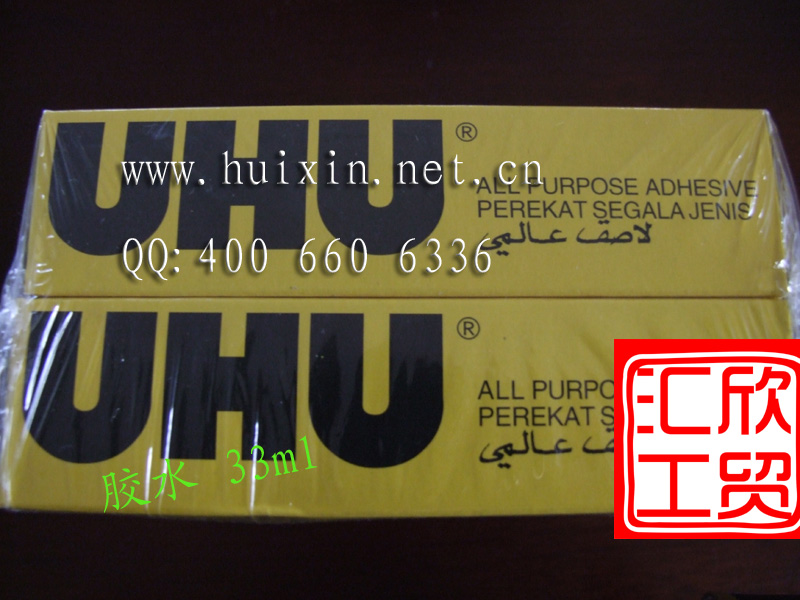 UHU®
www.huixin.net.cn
ALL PURPOSE ADHESIVE
PEREKAT SEGALA JENIS
لاصق عالمي
QQ:400 660 6336
UHU®
ALL PURPO
PEREKAT S
عالمي
胶水 33ml
汇欣
工贸